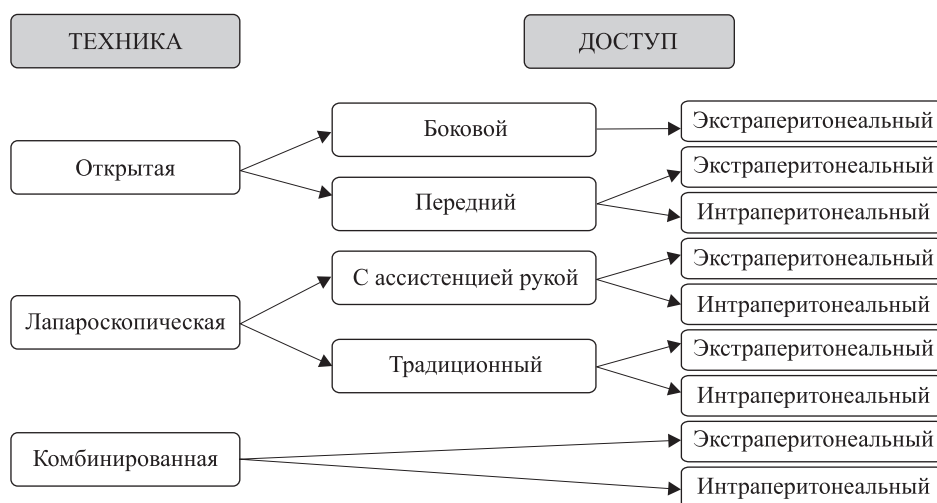 ТЕХНИКА
ДОСТУП
Открытая
Боковой
Экстраперитонеальный
Передний
Экстраперитонеальный
Интраперитонеальный
Лапароскопическая
С ассистенцией рукой
Экстраперитонеальный
Интраперитонеальный
Традиционный
Экстраперитонеальный
Интраперитонеальный
Комбинированная
Экстраперитонеальный
Интраперитонеальный